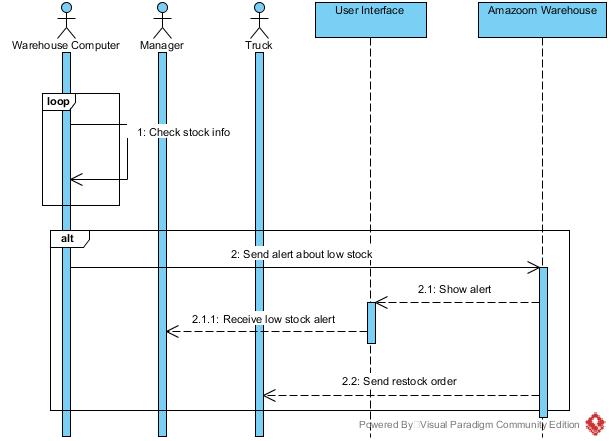 User Interface
Amazoom Warehouse
Warehouse Computer
Manager
Truck
loop
1: Check stock info
alt
2: Send alert about low stock
2.1: Show alert
2.1.1: Receive low stock alert
2.2: Send restock order
Powered By Visual Paradigm Community Edition